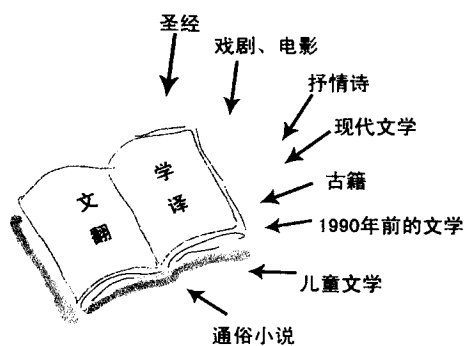 圣经
戏剧、电影
抒情诗
现代文学
古籍
1990年前的文学
儿童文学
通俗小说
文学
翻译